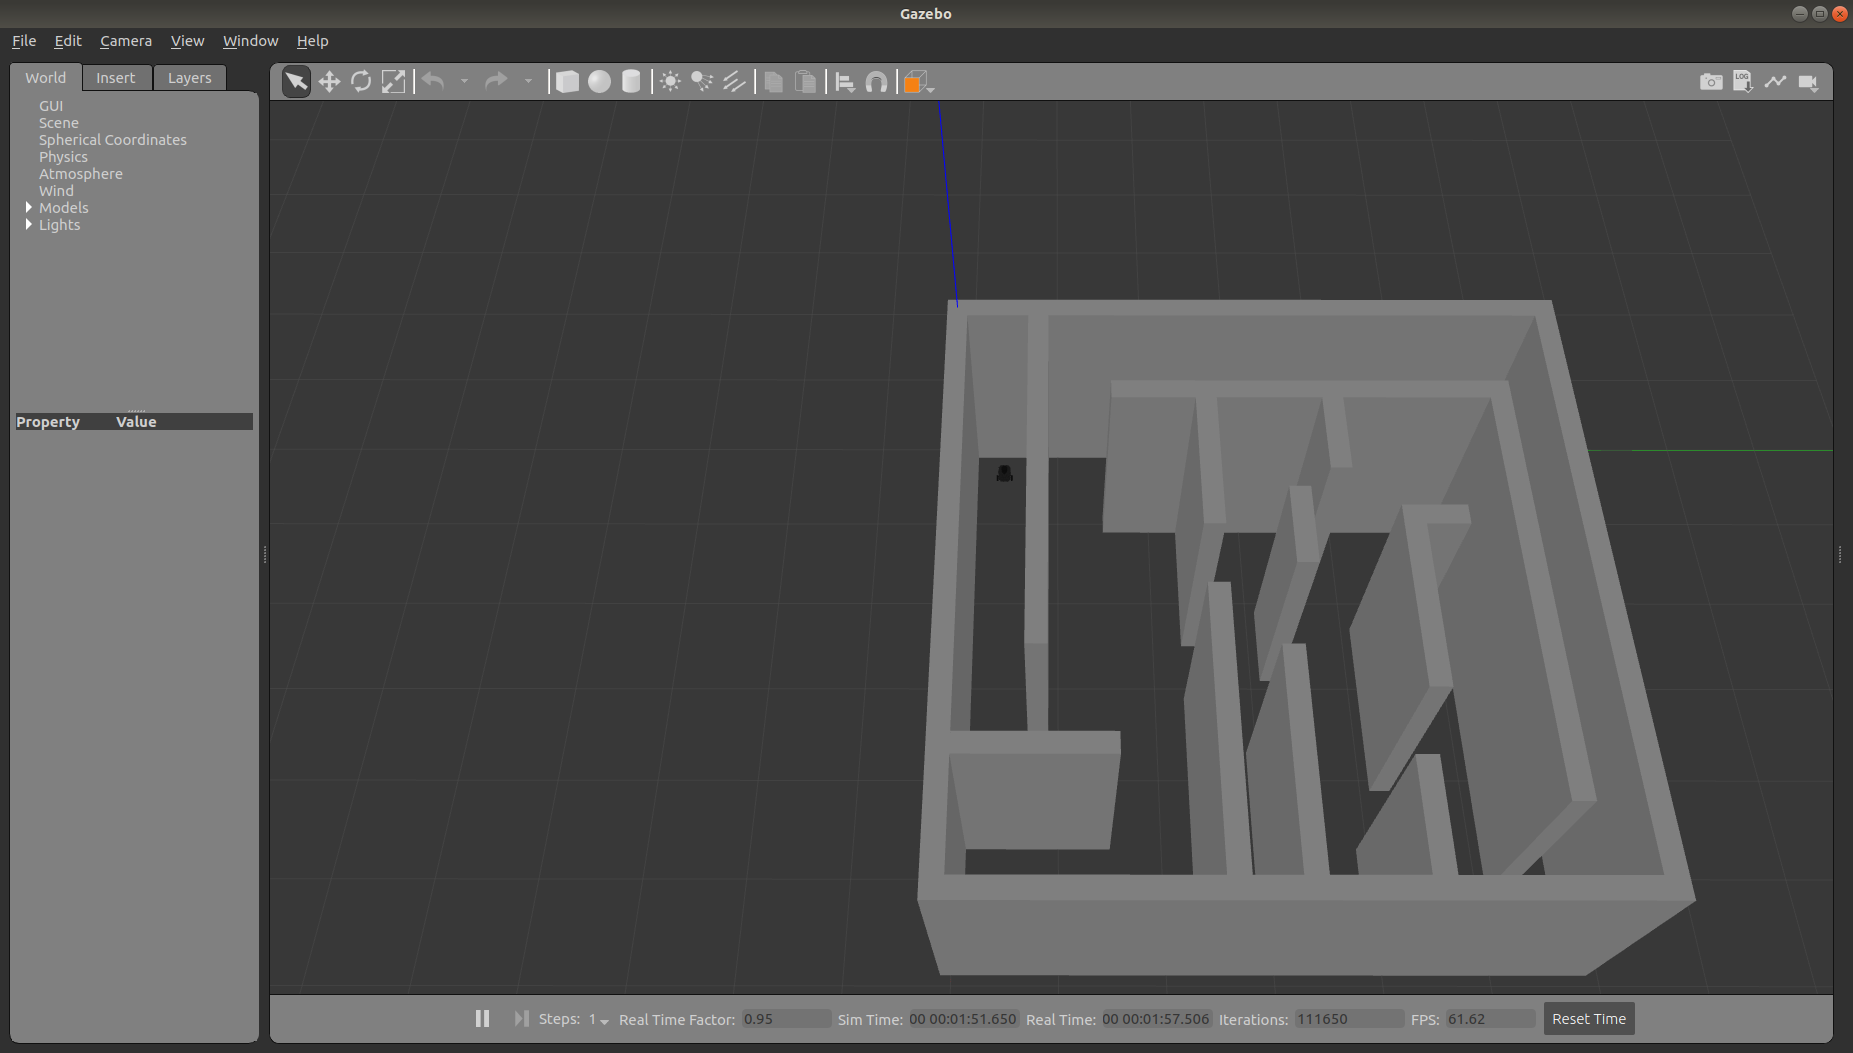 Gazebo
File Edit Camera View Window Help
World Insert Layers
LOG
GUI
Scene
Spherical Coordinates
Physics
Atmosphere
Wind
Models
Lights
Property Value
Steps: 1 Real Time Factor: 0.95 Sim Time: 00 00:01:51.650 Real Time: 00 00:01:57.506 Iterations: 111650 FPS: 61.62 Reset Time